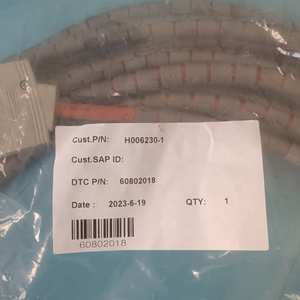 Cust.P/N: H006230-1
Cust.SAP ID:
DTC P/N: 60802018
Date : 2023-6-19 QTY: 1
60802018